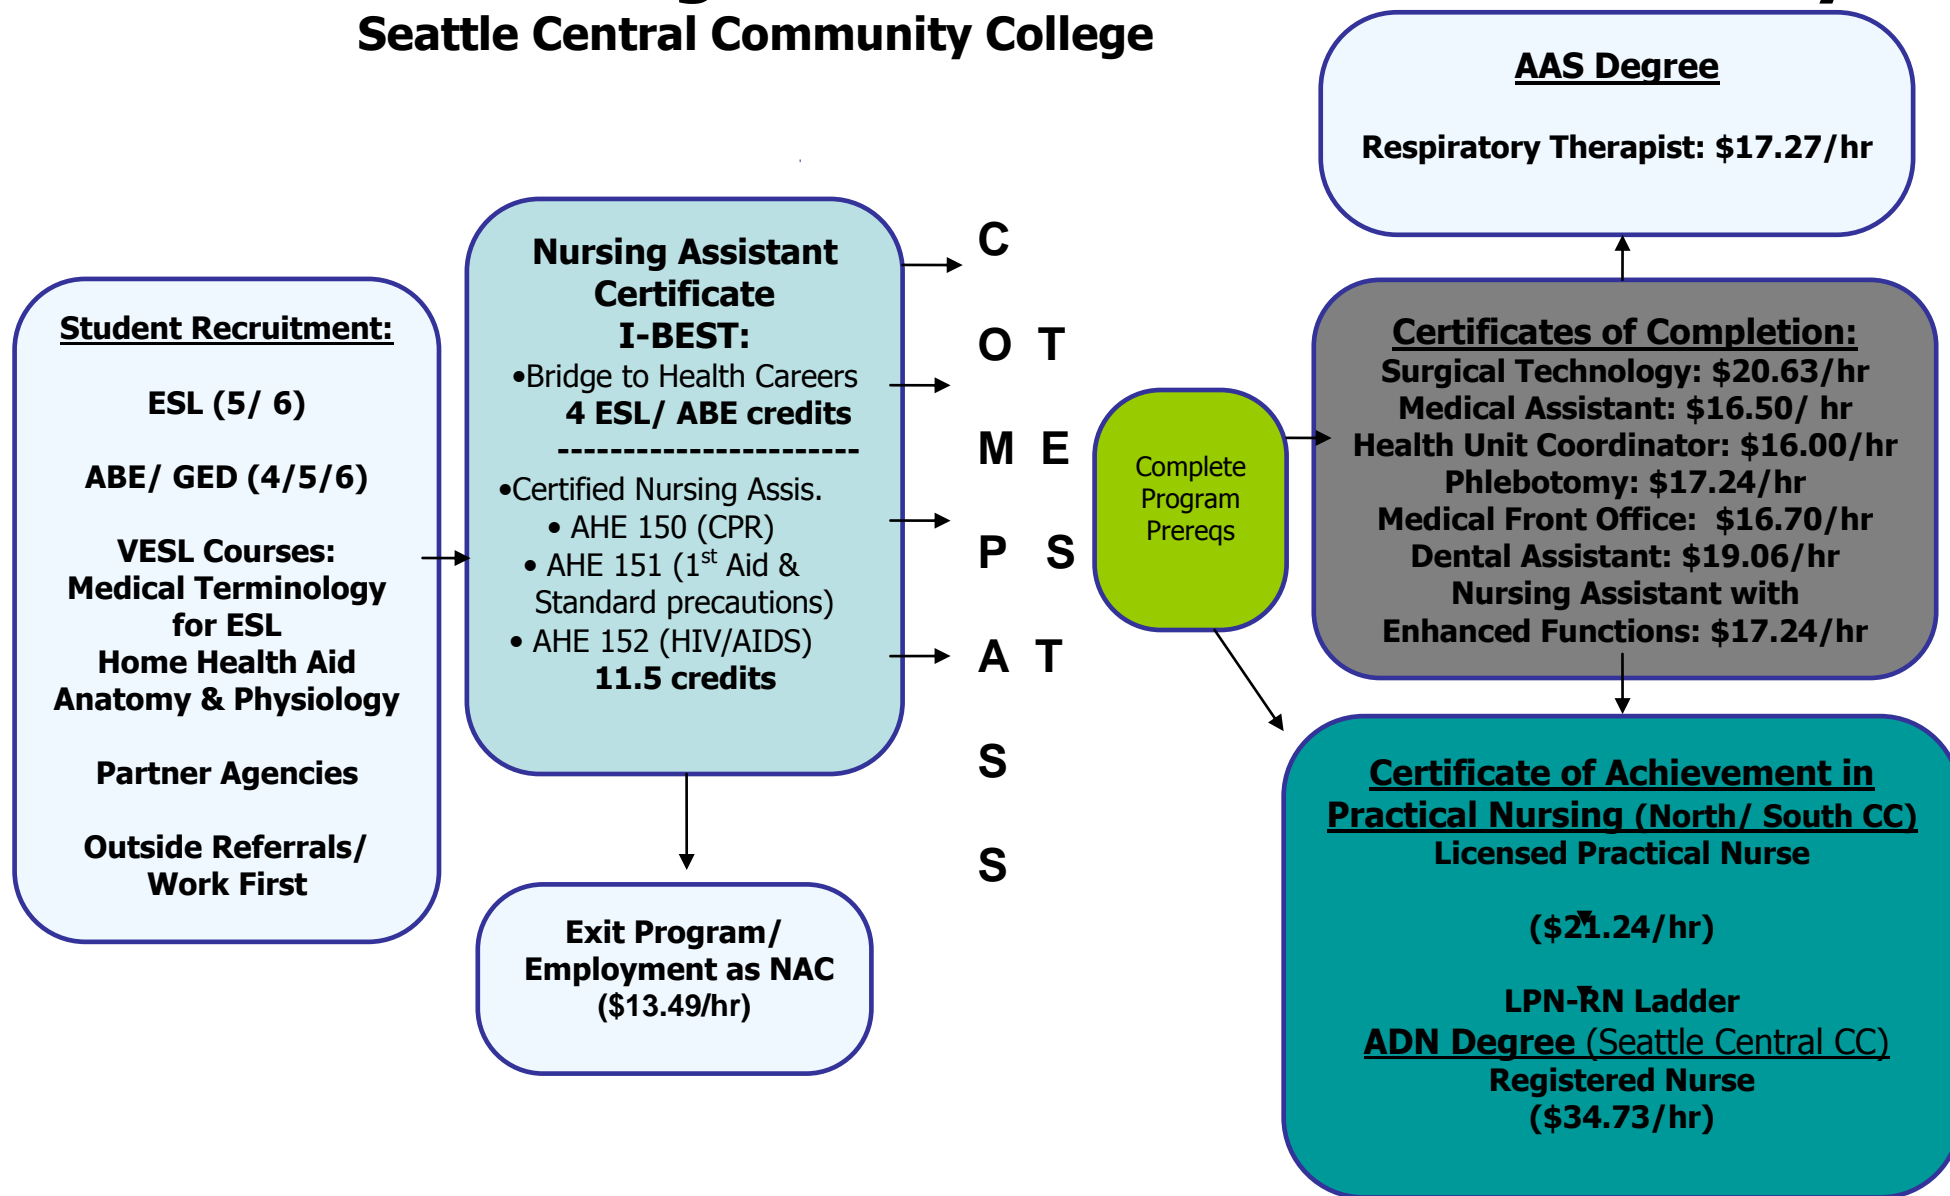 Seattle Central Community College
Student Recruitment:
ESL (5/ 6)
ABE/ GED (4/5/6)
VESL Courses:
Medical Terminology
for ESL
Home Health Aid
Anatomy & Physiology
Partner Agencies
Outside Referrals/
Work First
Nursing Assistant
Certificate
I-BEST:
•Bridge to Health Careers
4 ESL/ ABE credits
-----------------------
•Certified Nursing Assis.
• AHE 150 (CPR)
• AHE 151 (1st Aid &
Standard precautions)
• AHE 152 (HIV/AIDS)
11.5 credits
Exit Program/
Employment as NAC
($13.49/hr)
C
O T
M E
P S
A T
S
S
Complete
Program
Prereqs
AAS Degree
Respiratory Therapist: $17.27/hr
Certificates of Completion:
Surgical Technology: $20.63/hr
Medical Assistant: $16.50/ hr
Health Unit Coordinator: $16.00/hr
Phlebotomy: $17.24/hr
Medical Front Office: $16.70/hr
Dental Assistant: $19.06/hr
Nursing Assistant with
Enhanced Functions: $17.24/hr
Certificate of Achievement in
Practical Nursing (North/ South CC)
Licensed Practical Nurse
($21.24/hr)
LPN-RN Ladder
ADN Degree (Seattle Central CC)
Registered Nurse
($34.73/hr)